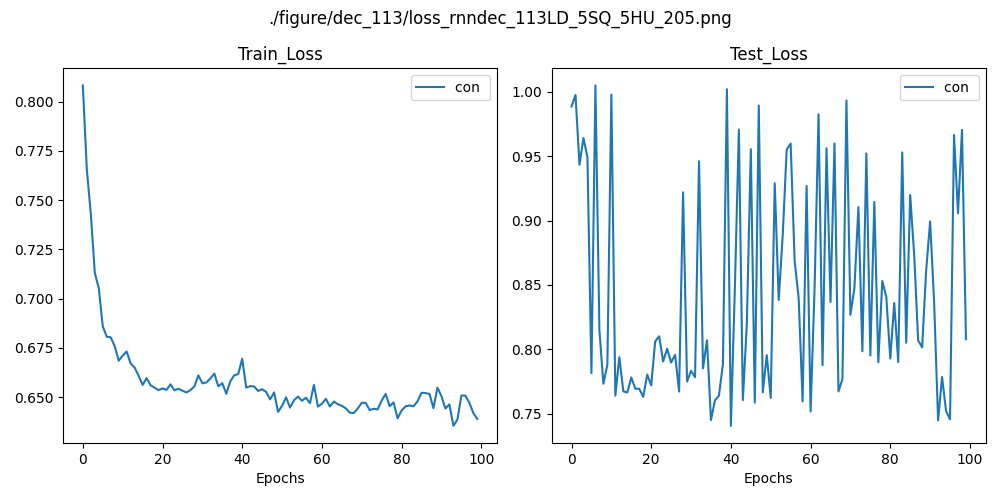 ./figure/dec_113/loss_rnndec_113LD_5SQ_5HU_205.png
Train_Loss
con
0.800
0.775
0.750
0.725
0.700
0.675
0.650
0 20 40 60 80 100
Epochs
Test_Loss
con
1.00
0.95
0.90
0.85
0.80
0.75
0 20 40 60 80 100
Epochs